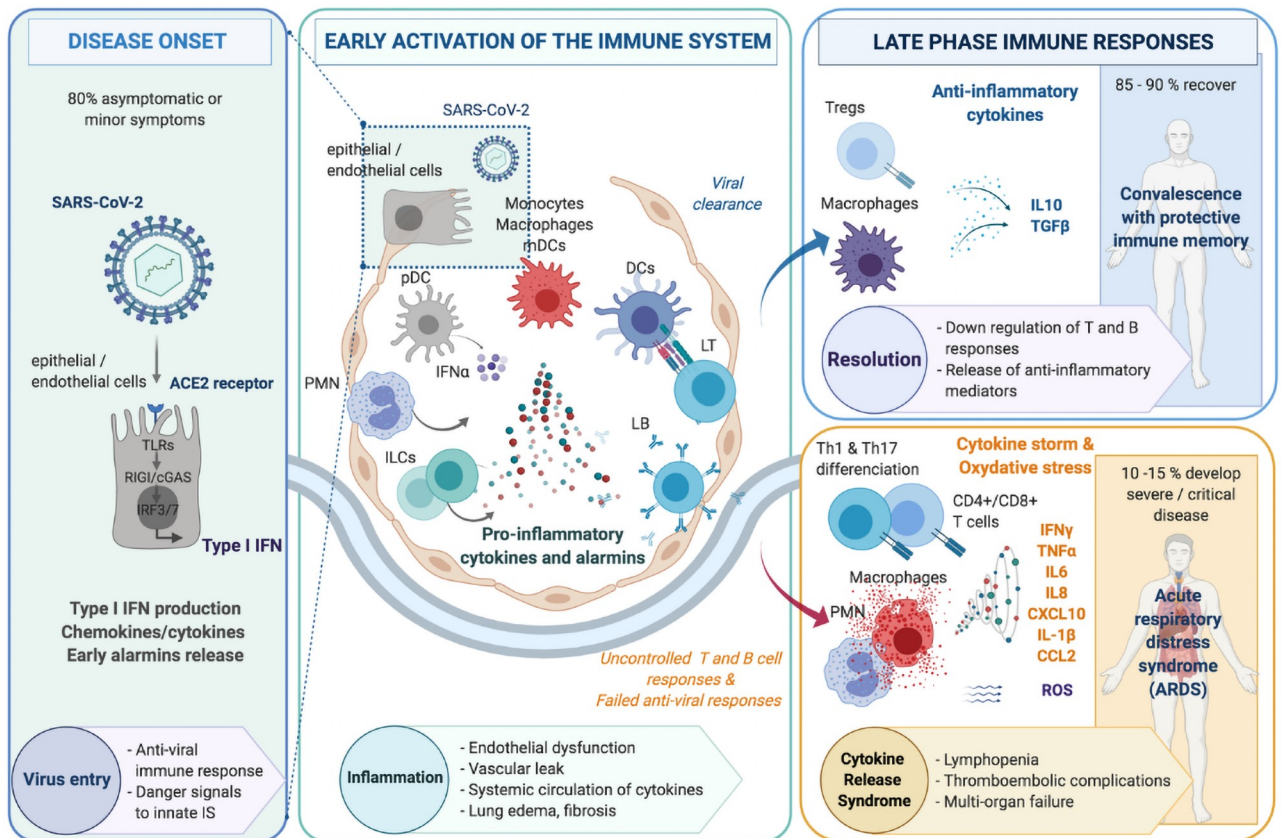 DISEASE ONSET
80% asymptomatic or
minor symptoms
SARS-CoV-2
epithelial /
endothelial cells
ACE2 receptor
TLRs
RIGI/cGAS
IRF3/7
Type I IFN
Type I IFN production
Chemokines/cytokines
Early alarmins release
Virus entry
- Anti-viral
immune response
- Danger signals
to innate IS
EARLY ACTIVATION OF THE IMMUNE SYSTEM
SARS-CoV-2
epithelial /
endothelial cells
Monocytes
Macrophages
mDCs
Viral
clearance
pDC
DCs
IFNα
LT
PMN
LB
ILCs
Pro-inflammatory
cytokines and alarmins
Uncontrolled T and B cell
responses &
Failed anti-viral responses
Inflammation
- Endothelial dysfunction
- Vascular leak
- Systemic circulation of cytokines
- Lung edema, fibrosis
LATE PHASE IMMUNE RESPONSES
Tregs
Anti-inflammatory
cytokines
85 - 90 % recover
Macrophages
IL10
TGFβ
Convalescence
with protective
immune memory
Resolution
- Down regulation of T and B
responses
- Release of anti-inflammatory
mediators
Th1 & Th17
differenciation
Cytokine storm &
Oxydative stress
10 -15 % develop
severe / critical
disease
CD4+/CD8+
T cells
IFNγ
TNFα
IL6
IL8
CXCL10
IL-1β
CCL2
Macrophages
PMN
ROS
Acute
respiratory
distress
syndrome
(ARDS)
Cytokine
Release
Syndrome
- Lymphopenia
- Thromboembolic complications
- Multi-organ failure